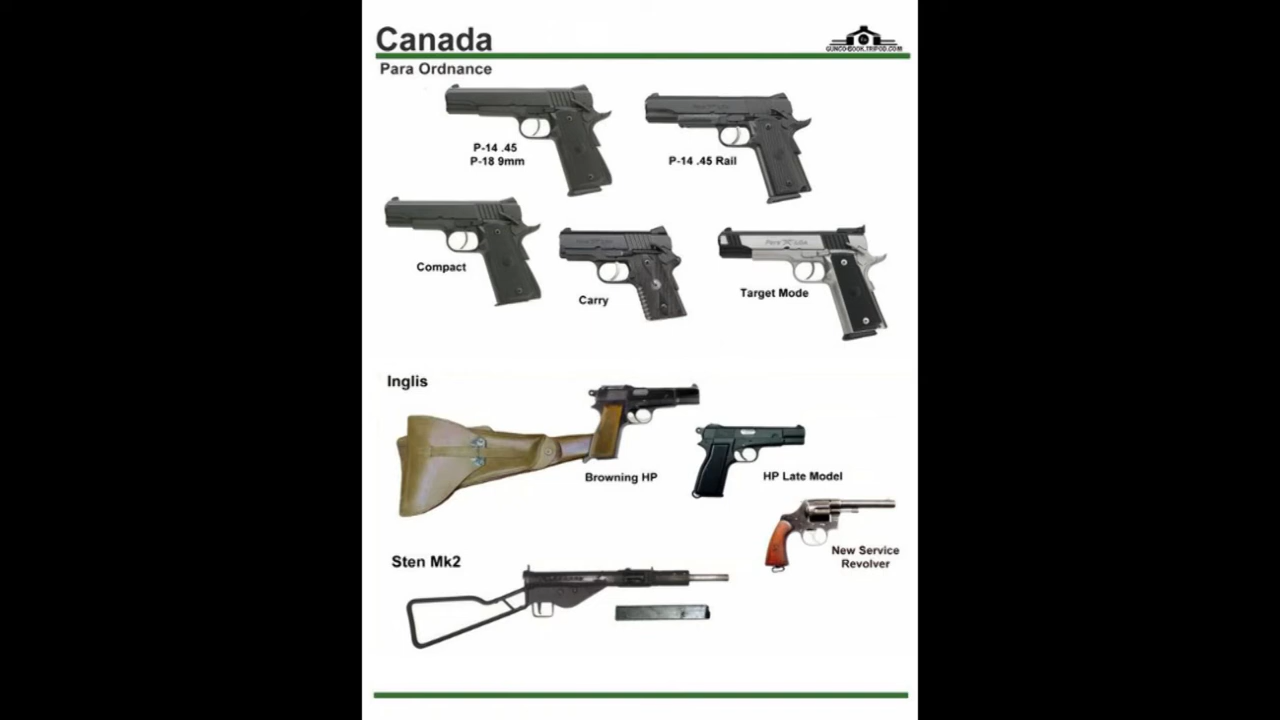 Canada
GUNCO-BOOK.TRIPOD.COM
Para Ordnance
P-14 .45
P-18 9mm
P-14 .45 Rail
Compact
Carry
Target Mode
Inglis
Browning HP
HP Late Model
New Service
Revolver
Sten Mk2